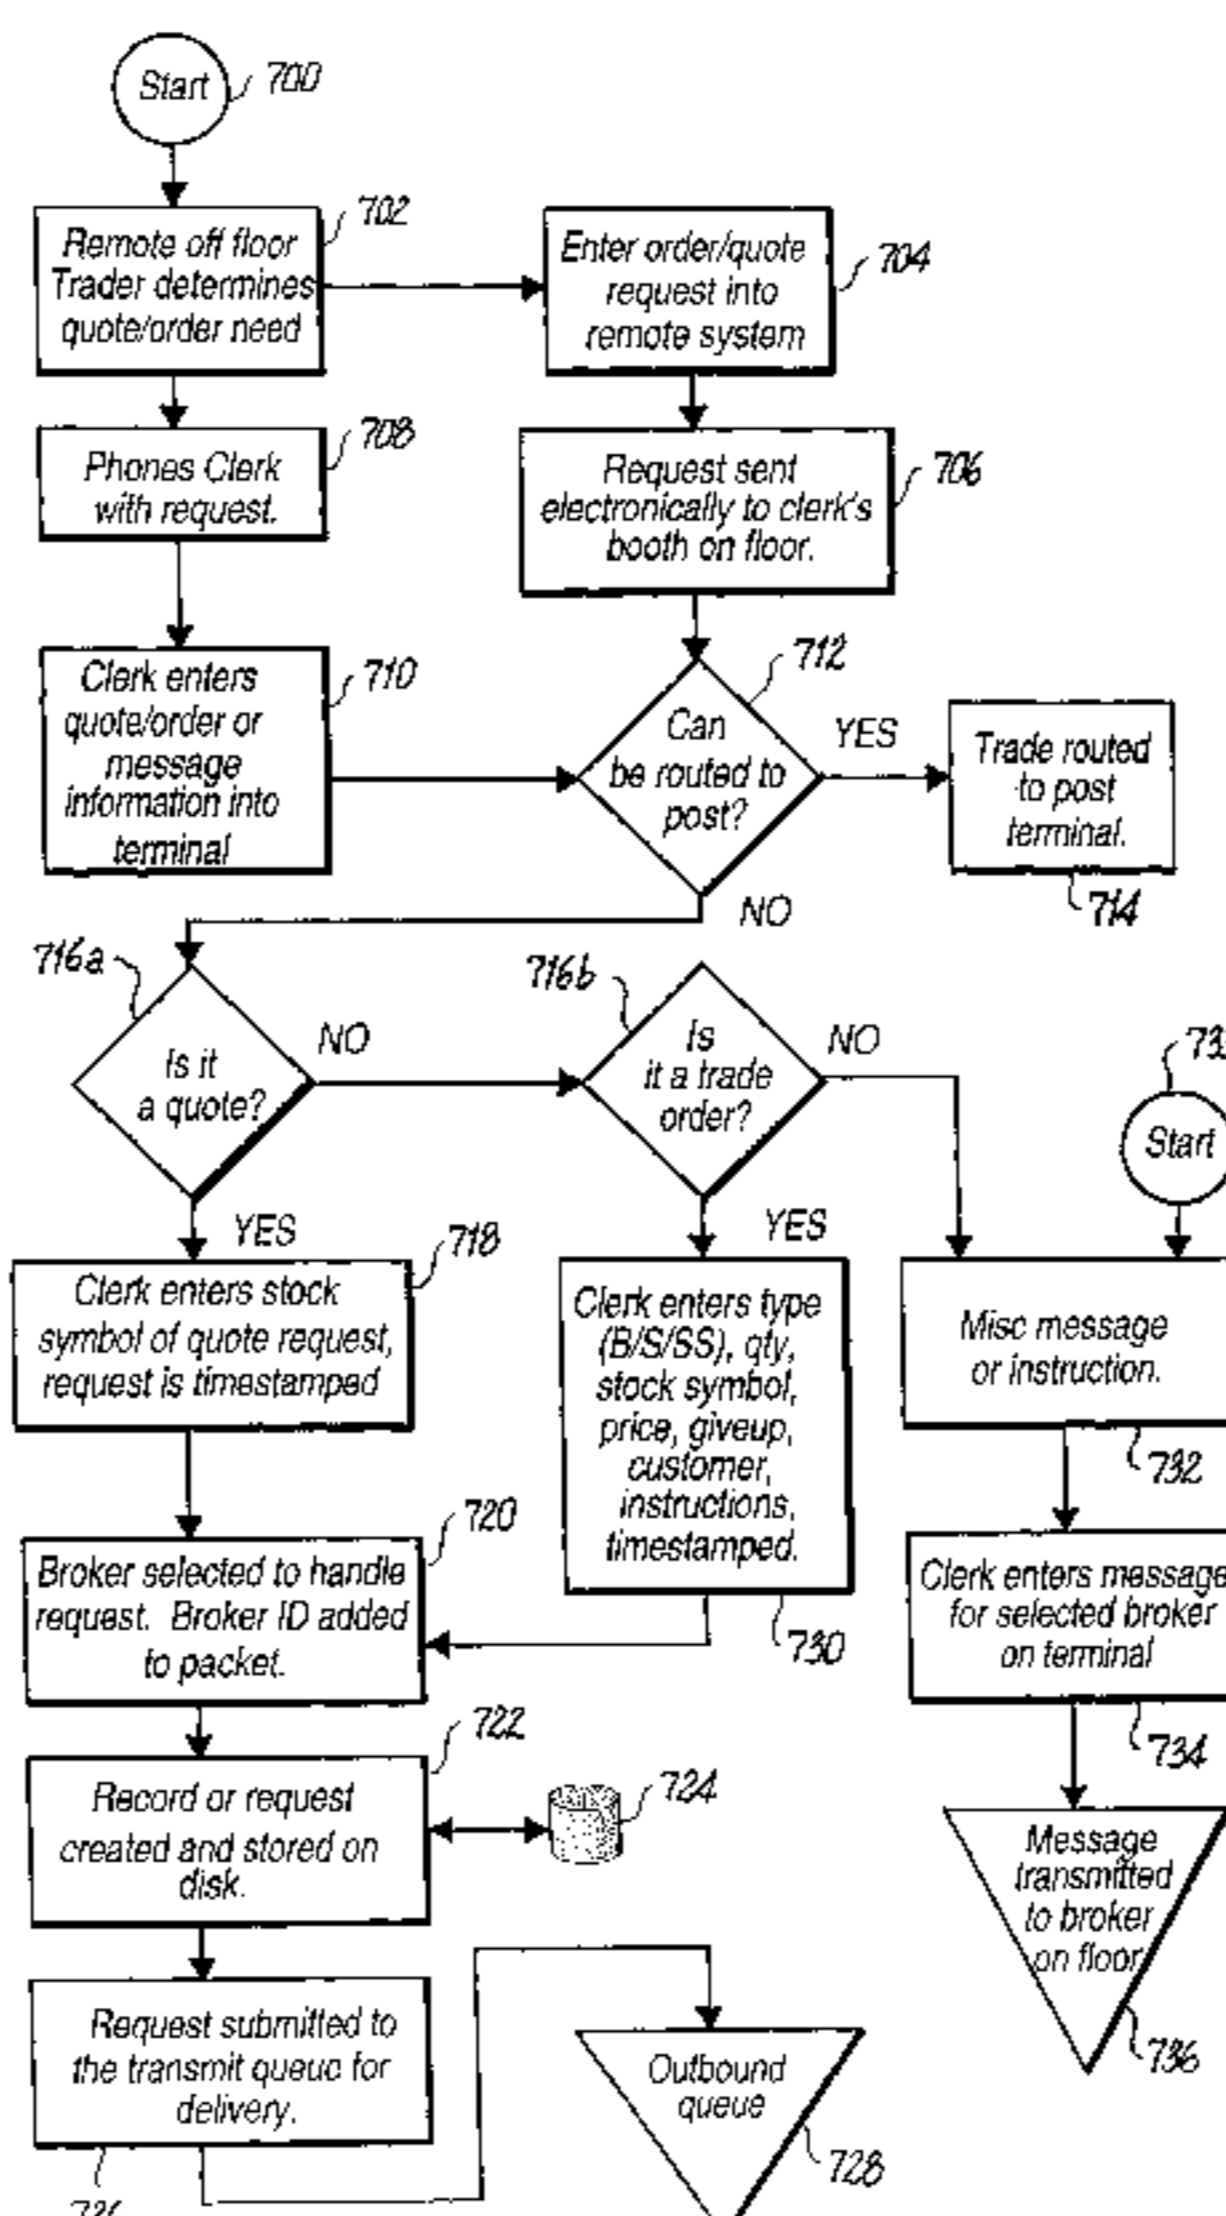 Start
700
Remote off floor
Trader determines
quote/order need
702
Enter order/quote
request into
remote system
704
Phones Clerk
with request.
708
Request sent
electronically to clerk's
booth on floor.
706
Clerk enters
quote/order or
message
information into
terminal
710
Can
be routed to
post?
712
YES
Trade routed
to post
terminal.
714
NO
716a
Is it
a quote?
NO
716b
Is
it a trade
order?
NO
Start
YES
YES
Clerk enters stock
symbol of quote request,
request is timestamped
718
Clerk enters type
(B/S/SS), qty,
stock symbol,
price, giveup,
customer,
instructions,
timestamped.
730
Misc message
or instruction.
732
Broker selected to handle
request. Broker ID added
to packet.
720
Clerk enters message
for selected broker
on terminal
734
Record or request
created and stored on
disk.
722
724
Message
transmitted
to broker
on floor
736
Request submitted to
the transmit queue for
delivery.
Outbound
queue
728